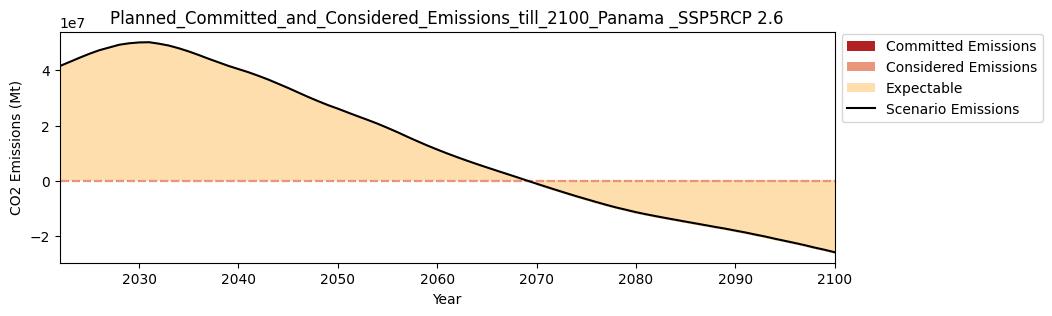 Planned_Committed_and_Considered_Emissions_till_2100_Panama _SSP5RCP 2.6
1e7
Committed Emissions
Considered Emissions
Expectable
Scenario Emissions
CO2 Emissions (Mt)
4
2
0
−2
2030 2040 2050 2060 2070 2080 2090 2100
Year